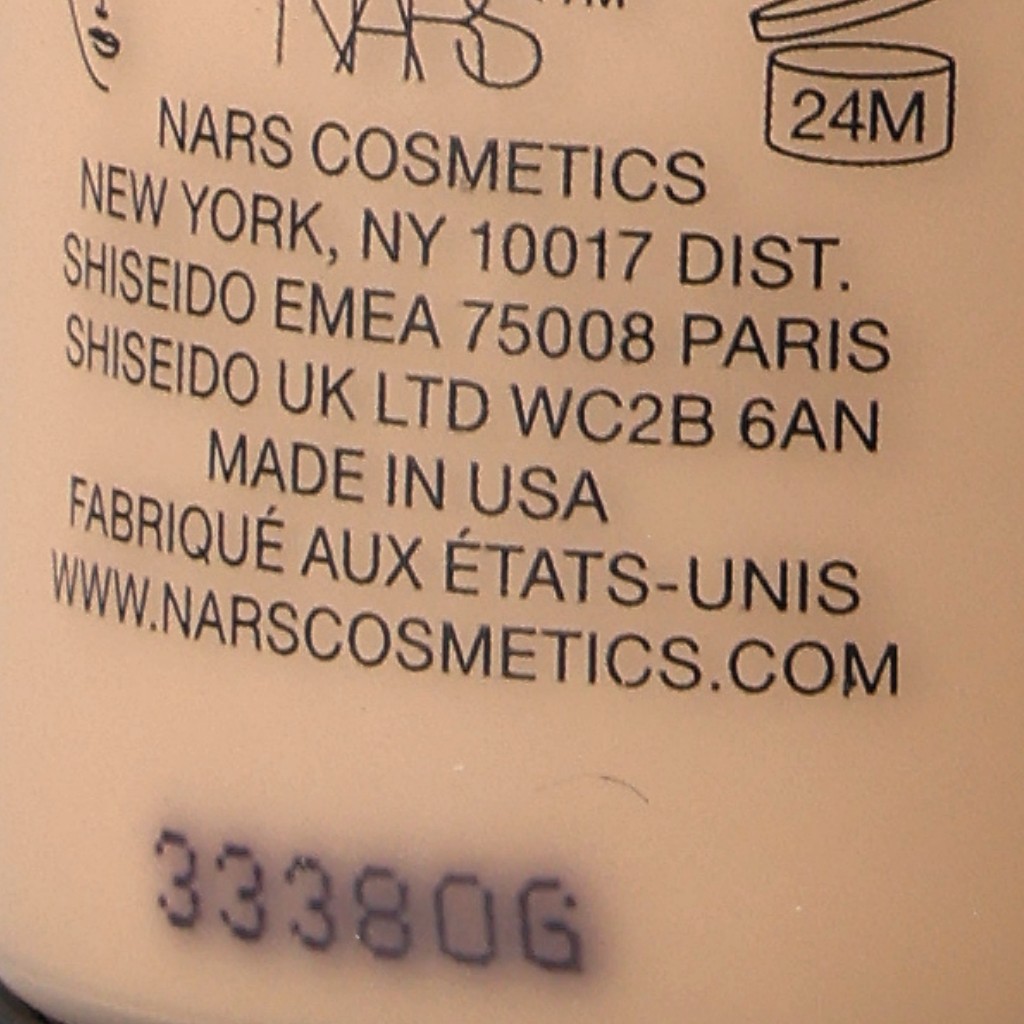 NARS
24M
NARS COSMETICS
NEW YORK, NY 10017 DIST.
SHISEIDO EMEA 75008 PARIS
SHISEIDO UK LTD WC2B 6AN
MADE IN USA
FABRIQUÉ AUX ÉTATS-UNIS
WWW.NARSCOSMETICS.COM
33380G